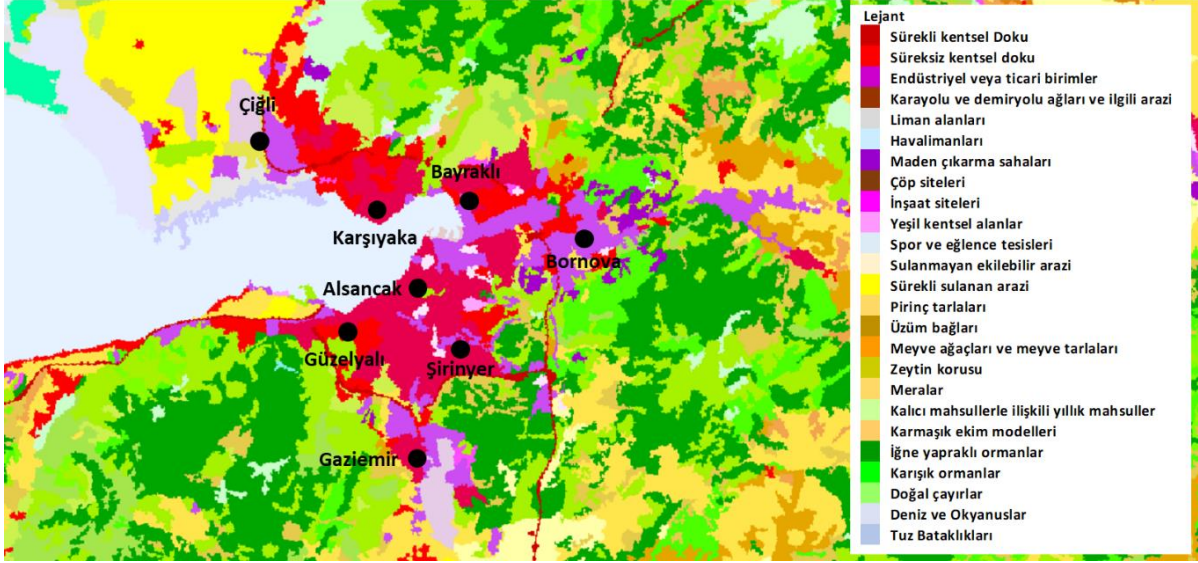 Çiğli
Bayraklı
Karşıyaka
Bornova
Alsancak
Güzelyalı
Şirinyer
Gaziemir
Lejant
Sürekli kentsel Doku
Süreksiz kentsel doku
Endüstriyel veya ticari birimler
Karayolu ve demiryolu ağları ve ilgili arazi
Liman alanları
Havalimanları
Maden çıkarma sahaları
Çöp siteleri
İnşaat siteleri
Yeşil kentsel alanlar
Spor ve eğlence tesisleri
Sulanmayan ekilebilir arazi
Sürekli sulanan arazi
Pirinç tarlaları
Üzüm bağları
Meyve ağaçları ve meyve tarlaları
Zeytin korusu
Meralar
Kalıcı mahsullerle ilişkili yıllık mahsuller
Karmaşık ekim modelleri
İğne yapraklı ormanlar
Karışık ormanlar
Doğal çayırlar
Deniz ve Okyanuslar
Tuz Bataklıkları